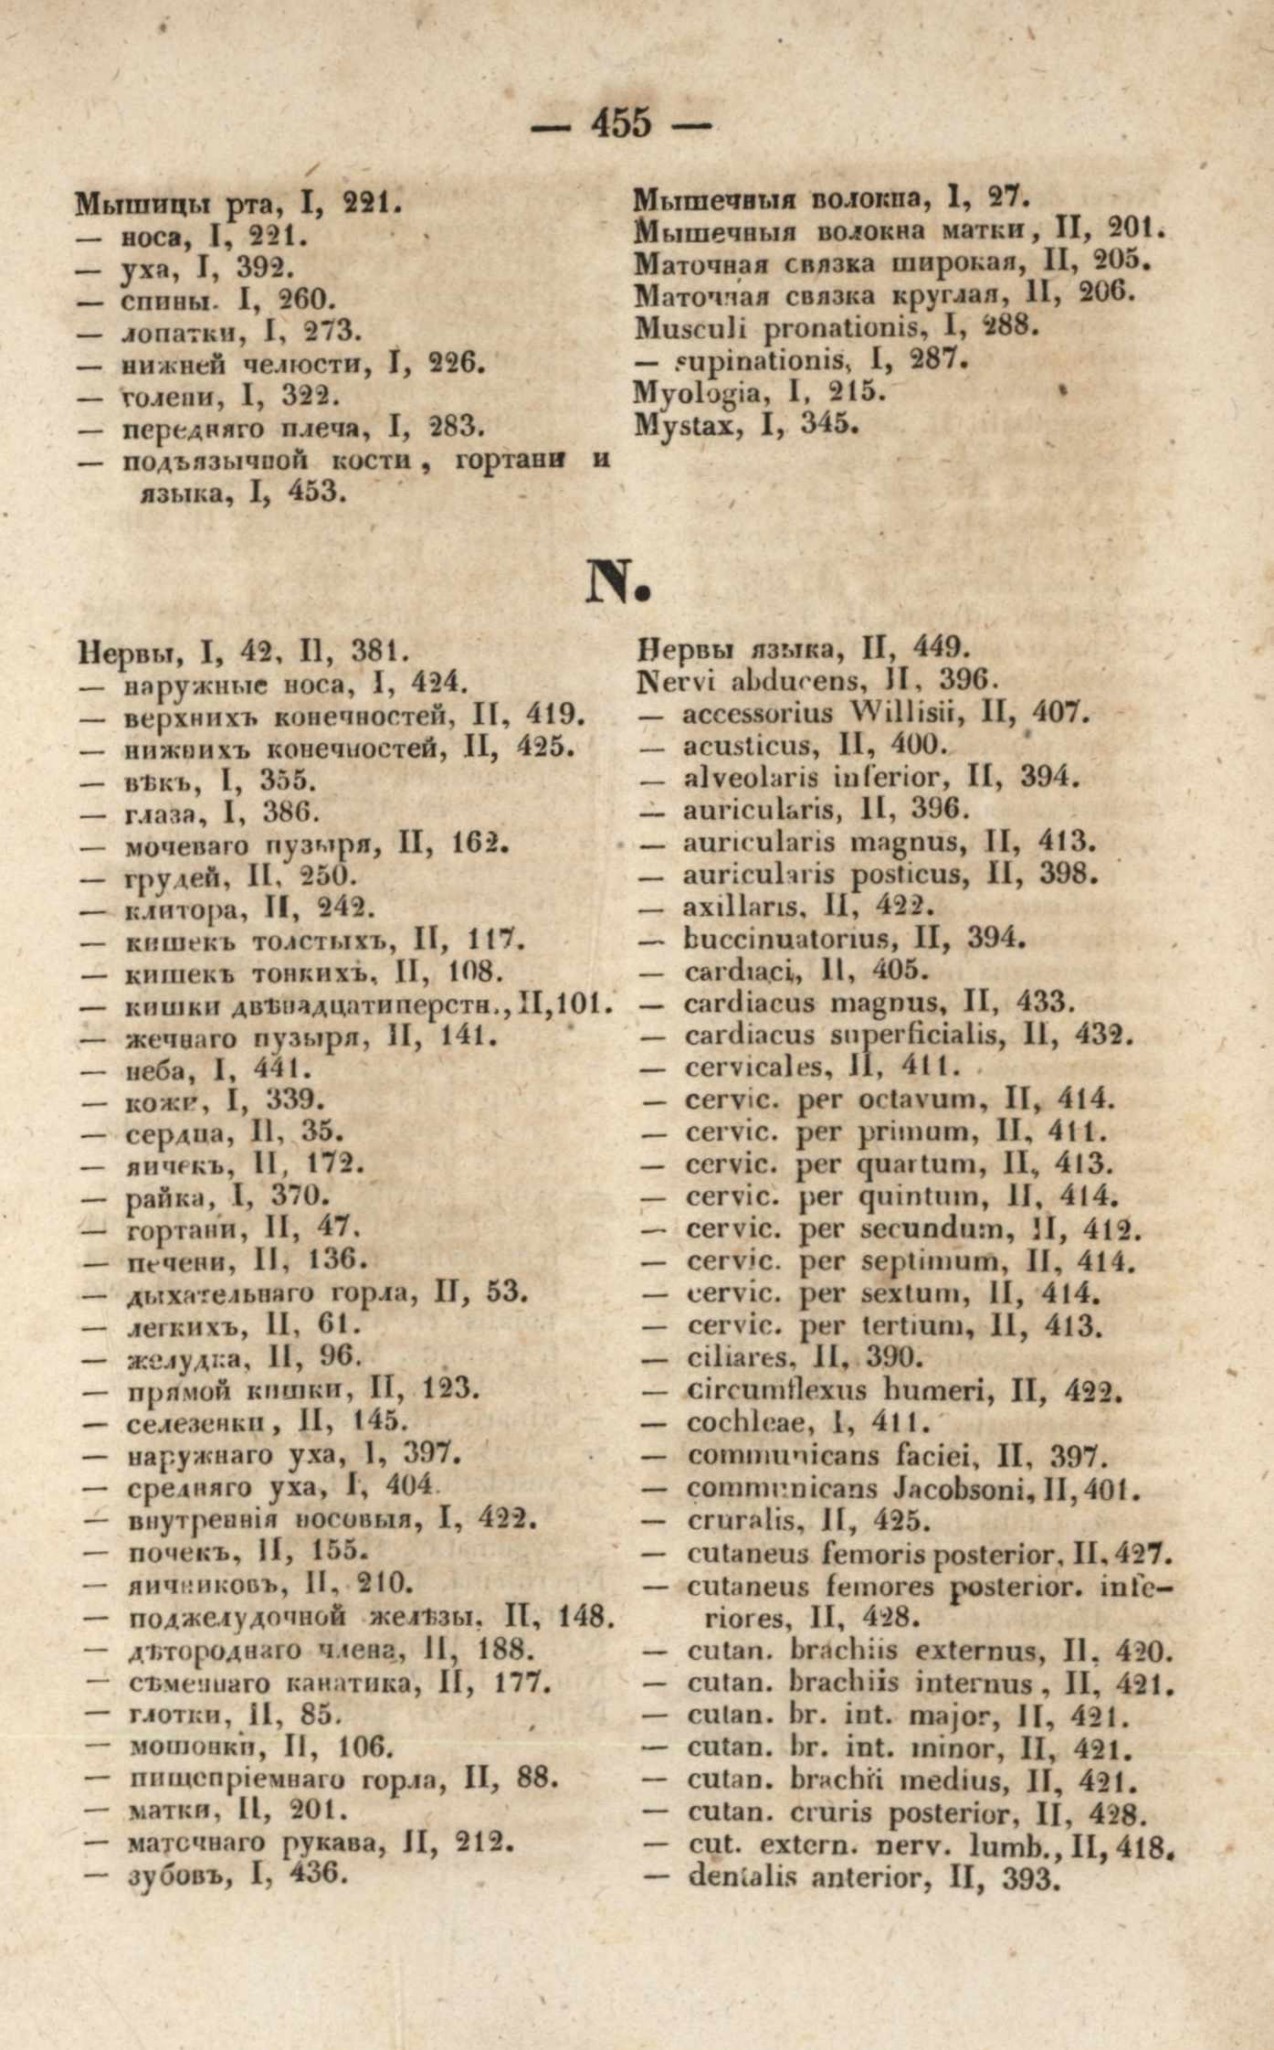 — 455 —
Мышицы рта, I, 221.
— носа, I, 221.
— уха, I, 392.
— спины. I, 260.
— лопатки, I, 273.
— нижней челюсти, I, 226.
— голени, I, 322.
— передняго плеча, I, 283.
— подъязычной кости, гортани и
языка, I, 453.
Мышечныя волокна, I, 27.
Мышечныя волокна матки, II, 201.
Маточная связка широкая, II, 205.
Маточная связка круглая, II, 206.
Musculi pronationis, I, 288.
— supinationis, I, 287.
Myologia, I, 215.
Mystax, I, 345.
N.
Нервы, I, 42, II, 381.
— наружные носа, I, 424.
— верхнихъ конечностей, II, 419.
— нижнихъ конечностей, II, 425.
— вѣкъ, I, 355.
— глаза, I, 386.
— мочеваго пузыря, II, 162.
— грудей, II, 250.
— клитора, II, 242.
— кишекъ толстыхъ, II, 117.
— кишекъ тонкихъ, II, 108.
— кишки двѣнадцатиперстн., II, 101.
— жечнаго пузыря, II, 141.
— неба, I, 441.
— коже, I, 339.
— сердца, II, 35.
— яичекъ, II, 172.
— райка, I, 370.
— гортани, II, 47.
— печени, II, 136.
— дыхательнаго горла, II, 53.
— легкихъ, II, 61.
— желудка, II, 96.
— прямой кишки, II, 123.
— селезенки, II, 145.
— наружнаго уха, I, 397.
— средняго уха, I, 404.
— внутреннія носовыя, I, 422.
— почекъ, II, 155.
— яичниковъ, II, 210.
— поджелудочной желѣзы, II, 148.
— дѣтороднаго члена, II, 188.
— сѣменнаго канатика, II, 177.
— глотки, II, 85.
— мошонки, II, 106.
— пищепріемнаго горла, II, 88.
— матки, II, 201.
— маточнаго рукава, II, 212.
— зубовъ, I, 436.
Нервы языка, II, 449.
Nervi abducens, II, 396.
— accessorius Willisii, II, 407.
— acusticus, II, 400.
— alveolaris inferior, II, 394.
— auricularis, II, 396.
— auricularis magnus, II, 413.
— auricularis posticus, II, 398.
— axillaris, II, 422.
— buccinuatorius, II, 394.
— cardiaci, II, 405.
— cardiacus magnus, II, 433.
— cardiacus superficialis, II, 432.
— cervicales, II, 411.
— cervic. per octavum, II, 414.
— cervic. per primum, II, 411.
— cervic. per quartum, II, 413.
— cervic. per quintum, II, 414.
— cervic. per secundum, II, 412.
— cervic. per septimum, II, 414.
— cervic. per sextum, II, 414.
— cervic. per tertium, II, 413.
— ciliares, II, 390.
— circumflexus humeri, II, 422.
— cochleae, I, 411.
— communicans faciei, II, 397.
— communicans Jacobsoni, II, 401.
— cruralis, II, 425.
— cutaneus femoris posterior, II, 427.
— cutaneus femores posterior. infe-
riores, II, 428.
— cutan. brachiis externus, II, 420.
— cutan. brachiis internus, II, 421.
— cutan. br. int. major, II, 421.
— cutan. br. int. minor, II, 421.
— cutan. brachii medius, II, 421.
— cutan. cruris posterior, II, 428.
— cut. extern. nerv. lumb., II, 418.
— dentalis anterior, II, 393.